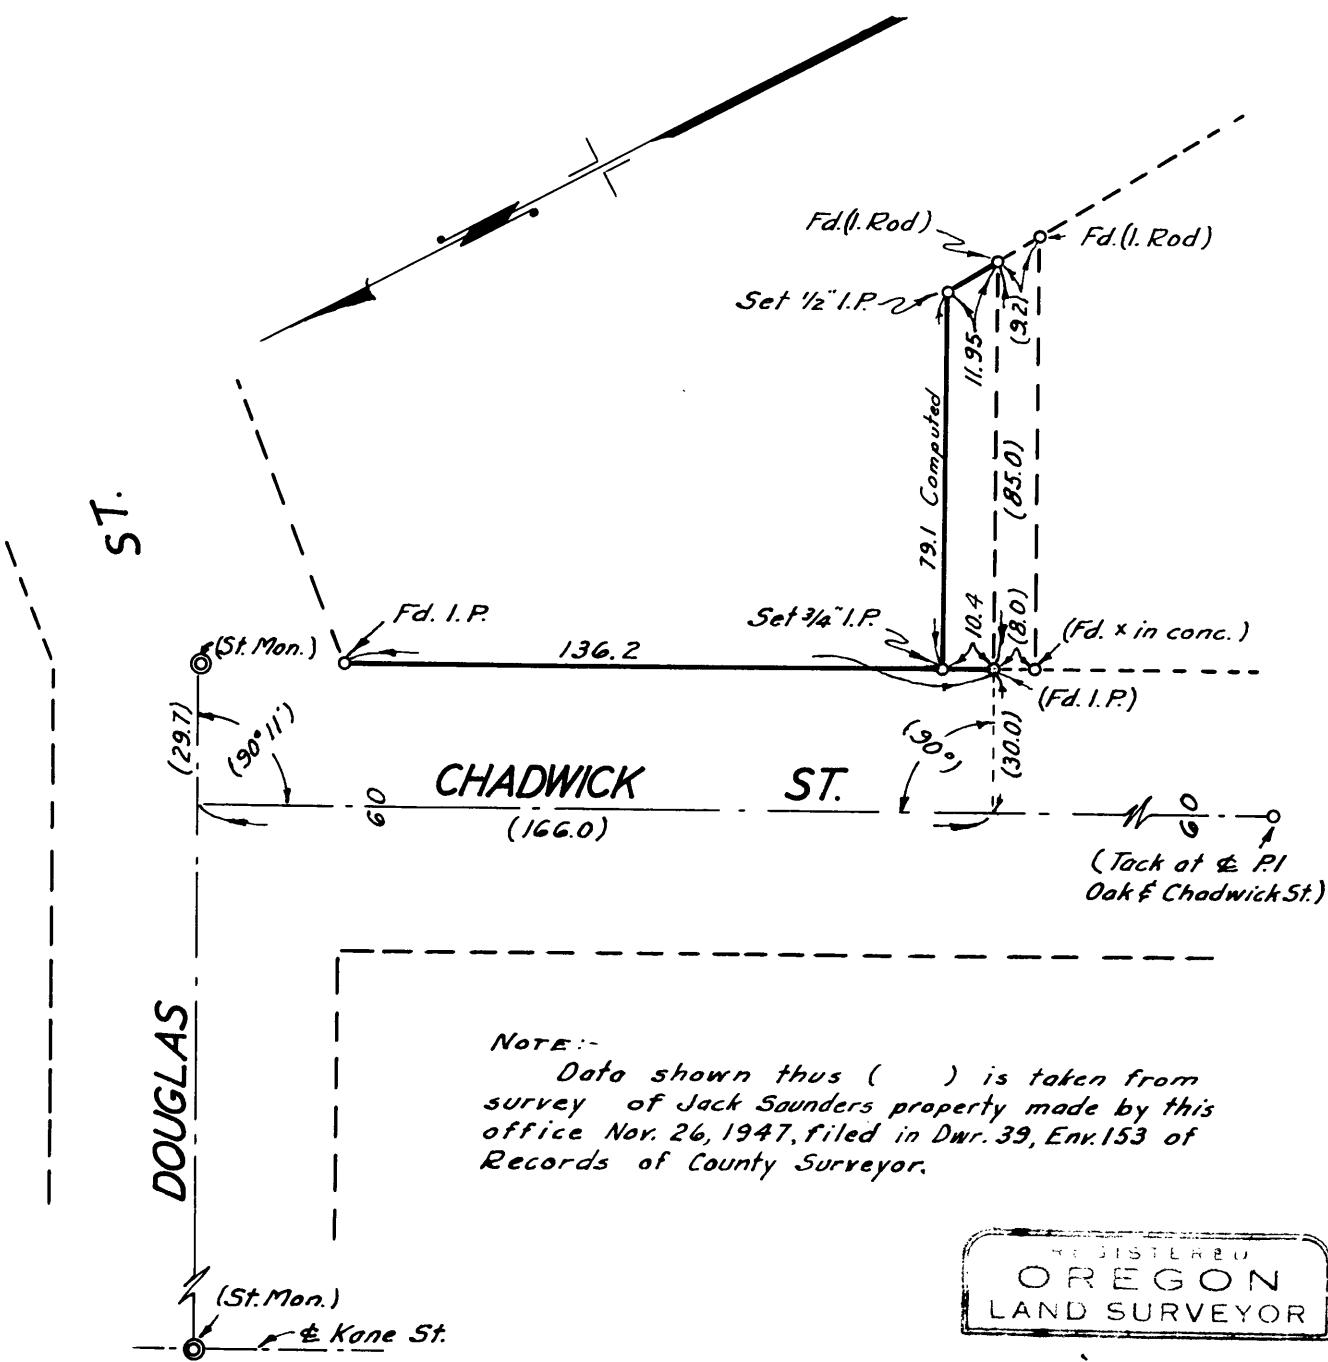 Fd.(I. Rod)
Fd.(I. Rod)
Set 1/2" I.P.
11.95
(9.2)
79.1 Computed
(85.0)
ST.
Fd. I.P.
Set 3/4" I.P.
10.4
(8.0)
(Fd. x in conc.)
(St. Mon.)
136.2
(Fd. I.P.)
(29.7)
(90°11')
(90°)
(30.0)
CHADWICK ST.
60
(166.0)
60
(Tack at ℄ P.I
Oak & Chadwick St.)
DOUGLAS
NOTE:-
Data shown thus ( ) is taken from
survey of Jack Saunders property made by this
office Nov. 26, 1947, filed in Dwr. 39, Env. 153 of
Records of County Surveyor.
REGISTERED
OREGON
LAND SURVEYOR
(St. Mon.)
℄ Kane St.